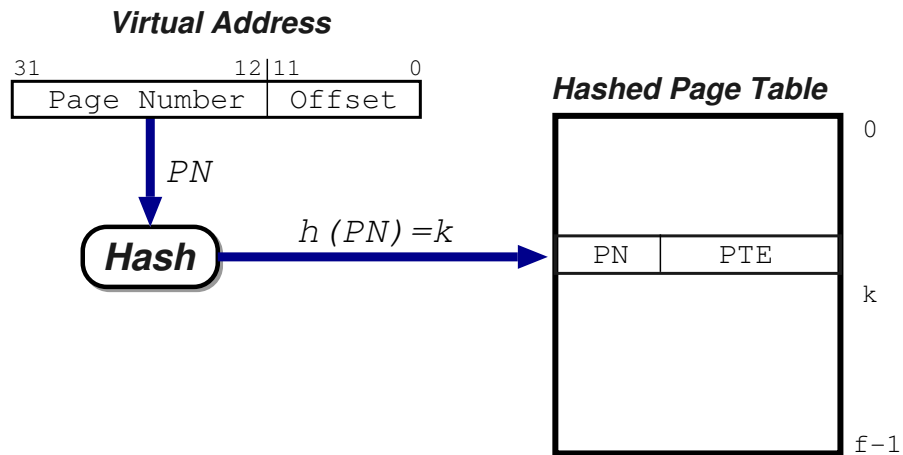 Virtual Address
31 12 11 0
Page Number Offset
Hashed Page Table
0
PN
h(PN)=k
Hash
PN PTE
k
f-1